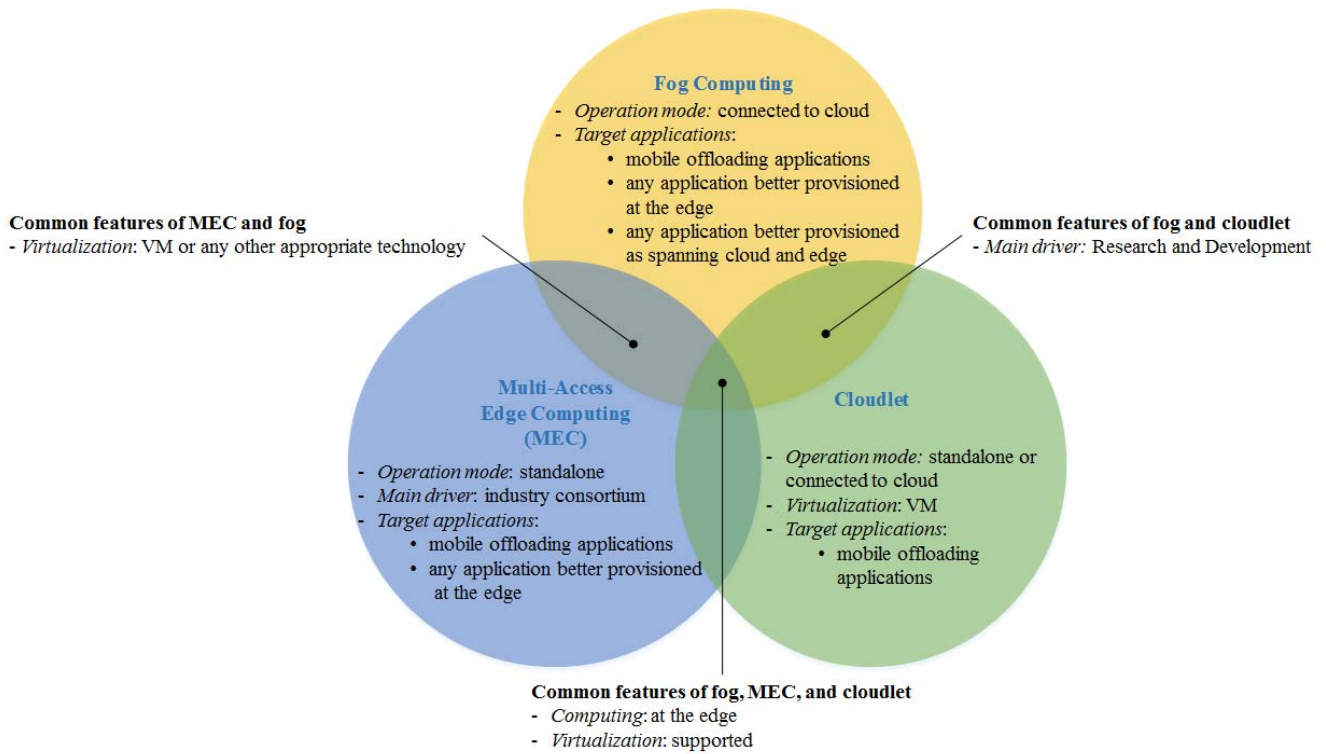 Fog Computing
- Operation mode: connected to cloud
- Target applications:
• mobile offloading applications
• any application better provisioned
at the edge
• any application better provisioned
as spanning cloud and edge
Common features of MEC and fog
- Virtualization: VM or any other appropriate technology
Common features of fog and cloudlet
- Main driver: Research and Development
Multi-Access
Edge Computing
(MEC)
- Operation mode: standalone
- Main driver: industry consortium
- Target applications:
• mobile offloading applications
• any application better provisioned
at the edge
Cloudlet
- Operation mode: standalone or
connected to cloud
- Virtualization: VM
- Target applications:
• mobile offloading
applications
Common features of fog, MEC, and cloudlet
- Computing: at the edge
- Virtualization: supported